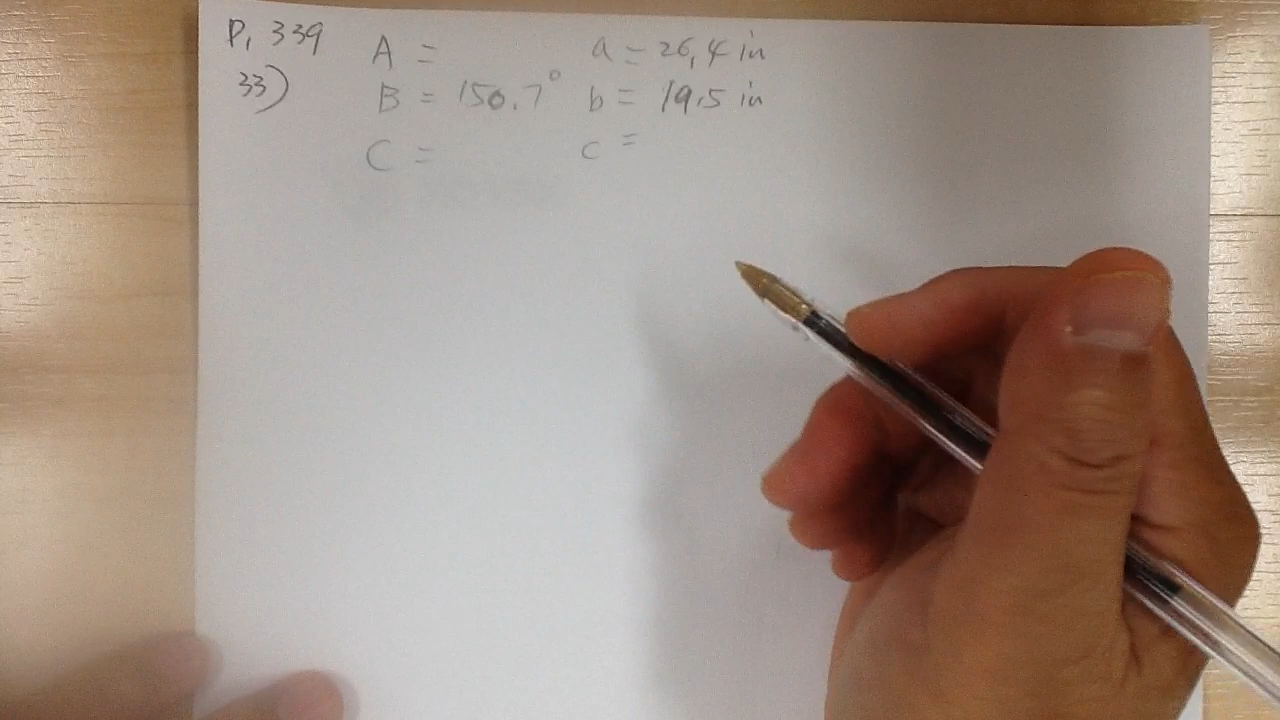 P. 339
33)
A =
a = 26.4 in
B = 150.7° b = 19.5 in
C =
c =